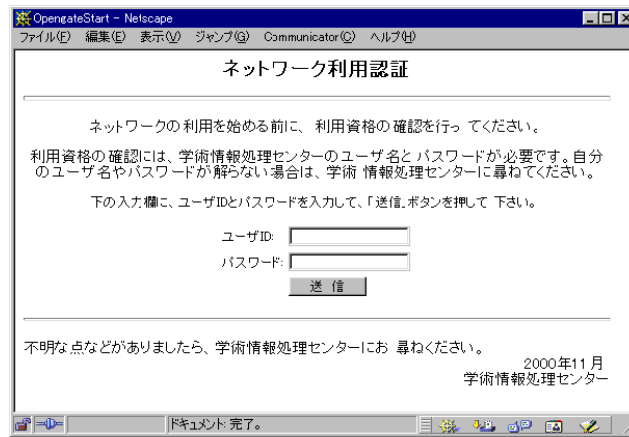 OpengateStart - Netscape
ファイル(F) 編集(E) 表示(V) ジャンプ(G) Communicator(C) ヘルプ(H)
ネットワーク利用認証
ネットワークの利用を始める前に、利用資格の確認を行っ てください。
利用資格の確認には、学術情報処理センターのユーザ名と パスワードが必要です。自分
のユーザ名やパスワードが解らない場合は、学術 情報処理センターに尋ねてください。
下の入力欄に、ユーザIDとパスワードを入力して、「送信」ボタンを押して 下さい。
ユーザID:
パスワード:
送 信
不明な点などがありましたら、学術情報処理センターにお 尋ねください。
2000年11月
学術情報処理センター
ドキュメント: 完了。